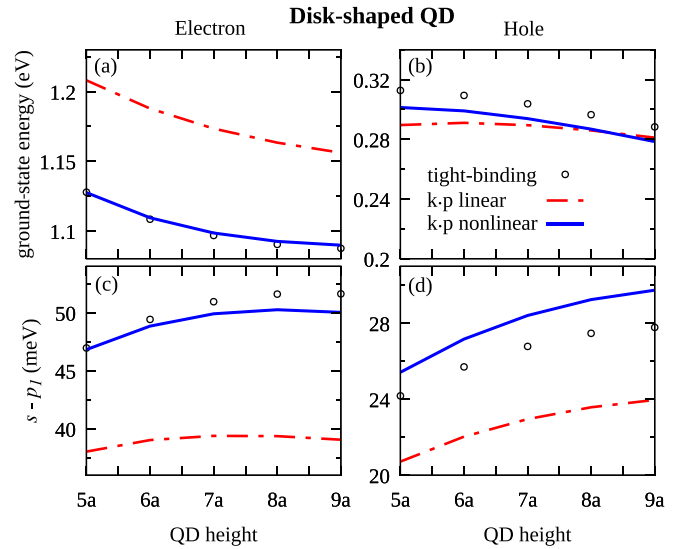 Disk-shaped QD
Electron
Hole
ground-state energy (eV)
1.2
1.15
1.1
(a)
0.32
0.28
0.24
0.2
(b)
tight-binding
k·p linear
k·p nonlinear
s - p1 (meV)
50
45
40
(c)
28
24
20
(d)
5a 6a 7a 8a 9a
5a 6a 7a 8a 9a
QD height
QD height